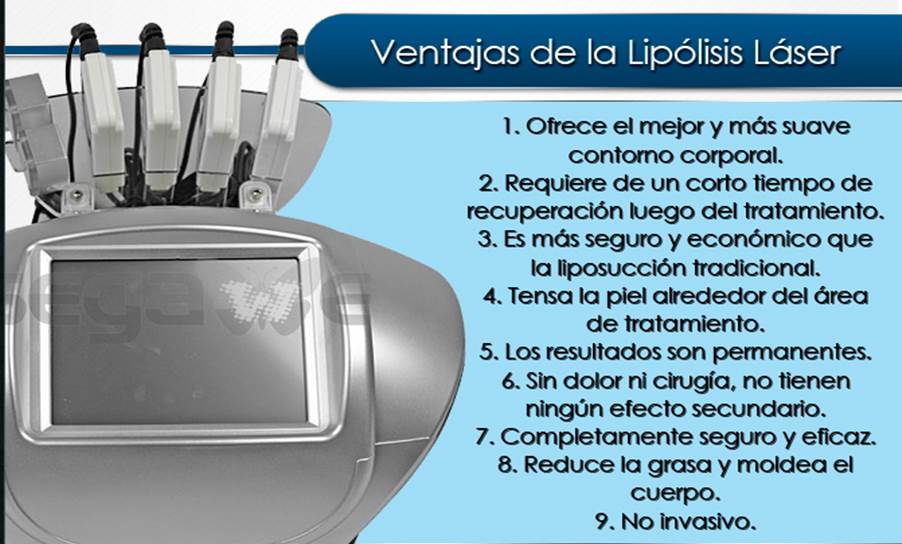 Ventajas de la Lipólisis Láser
1. Ofrece el mejor y más suave
contorno corporal.
2. Requiere de un corto tiempo de
recuperación luego del tratamiento.
3. Es más seguro y económico que
la liposucción tradicional.
4. Tensa la piel alrededor del área
de tratamiento.
5. Los resultados son permanentes.
6. Sin dolor ni cirugía, no tienen
ningún efecto secundario.
7. Completamente seguro y eficaz.
8. Reduce la grasa y moldea el
cuerpo.
9. No invasivo.